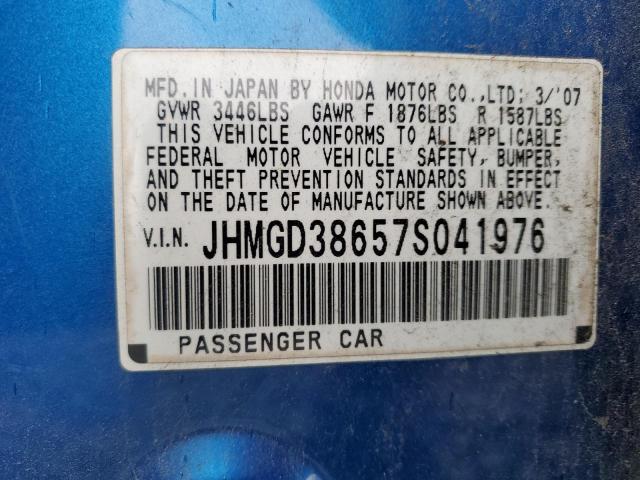 MFD. IN JAPAN BY HONDA MOTOR CO.,LTD; 3/'07
GVWR 3446LBS GAWR F 1876LBS R 1587LBS
THIS VEHICLE CONFORMS TO ALL APPLICABLE
FEDERAL MOTOR VEHICLE SAFETY, BUMPER,
AND THEFT PREVENTION STANDARDS IN EFFECT
ON THE DATE OF MANUFACTURE SHOWN ABOVE.
V.I.N. JHMGD38657S041976
PASSENGER CAR